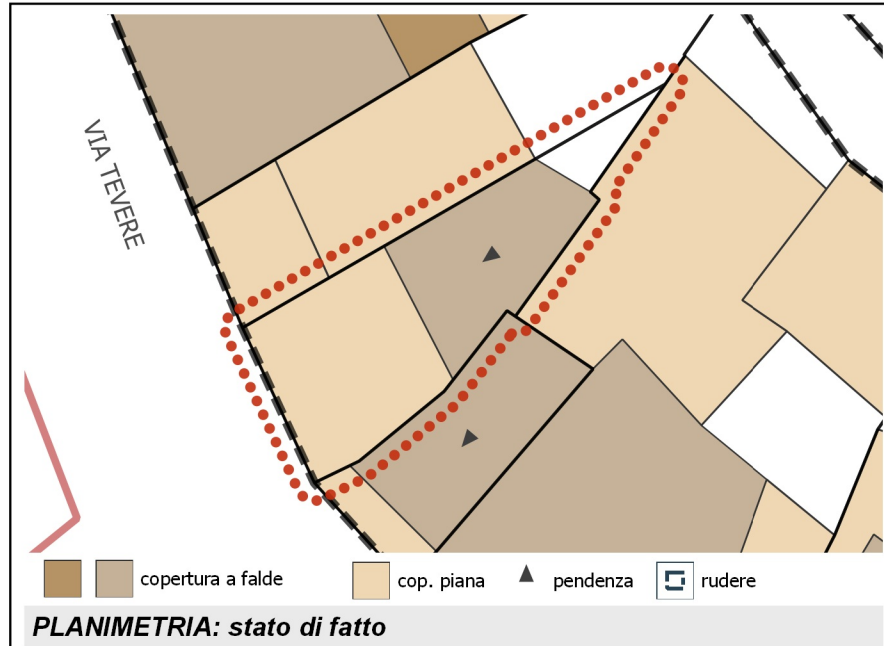 VIA TEVERE
copertura a falde cop. piana pendenza rudere
PLANIMETRIA: stato di fatto